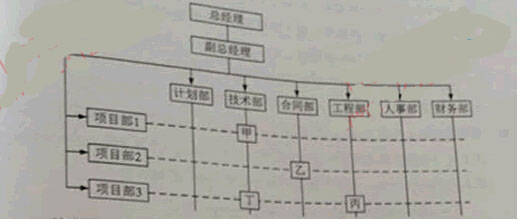 总经理
副总经理
计划部 技术部 合同部 工程部 人事部 财务部
项目部1 甲
项目部2 乙
项目部3 丁 丙